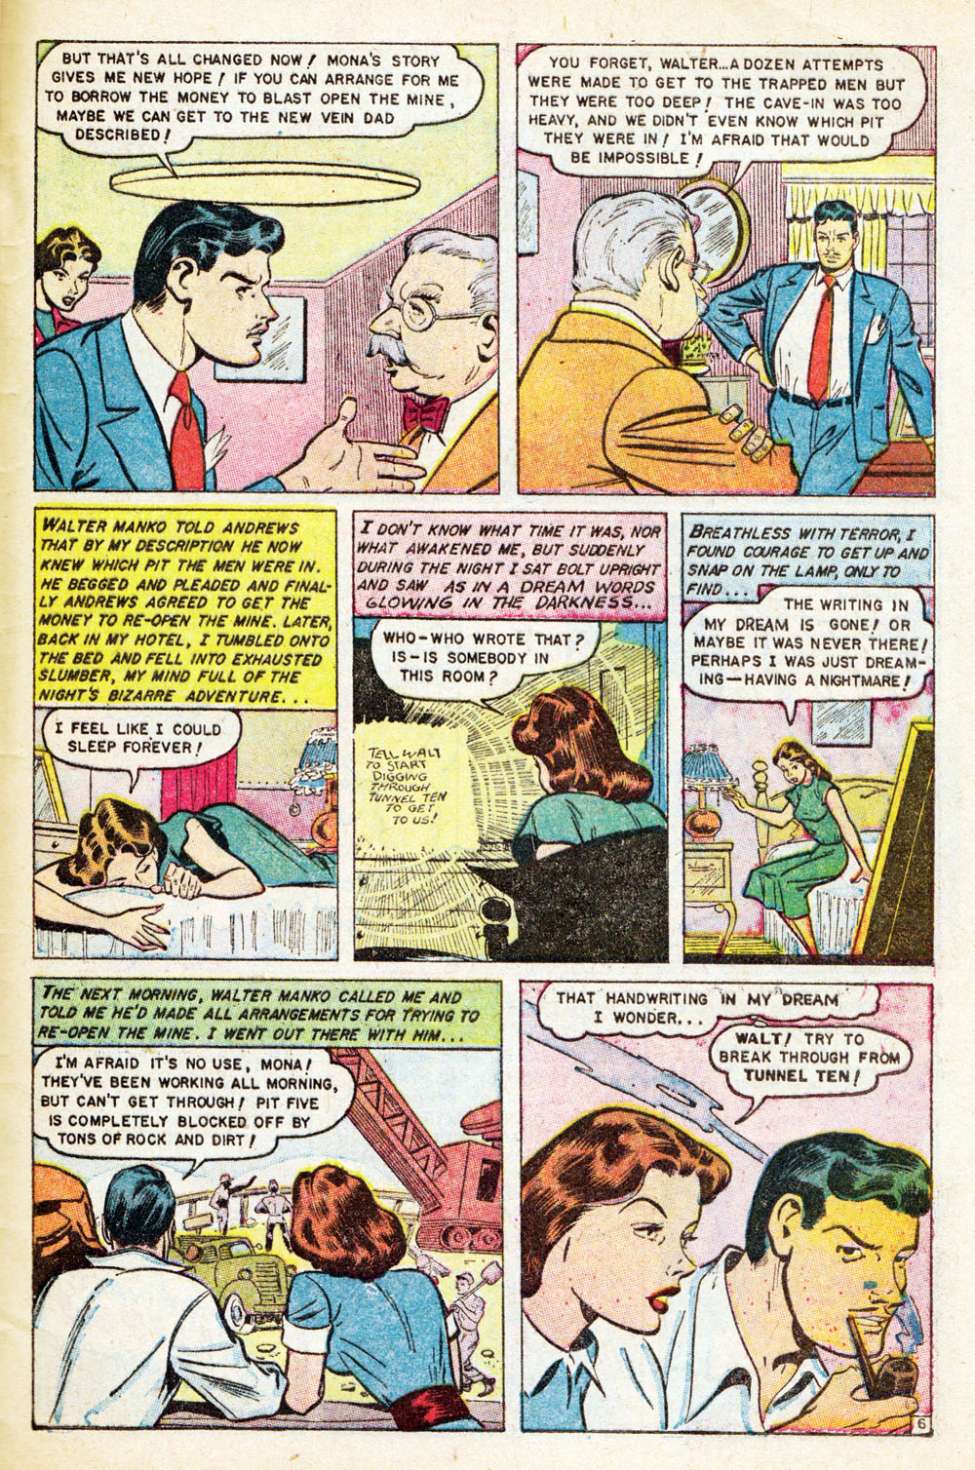 BUT THAT'S ALL CHANGED NOW! MONA'S STORY
GIVES ME NEW HOPE! IF YOU CAN ARRANGE FOR ME
TO BORROW THE MONEY TO BLAST OPEN THE MINE,
MAYBE WE CAN GET TO THE NEW VEIN DAD
DESCRIBED!
YOU FORGET, WALTER...A DOZEN ATTEMPTS
WERE MADE TO GET TO THE TRAPPED MEN BUT
THEY WERE TOO DEEP! THE CAVE-IN WAS TOO
HEAVY, AND WE DIDN'T EVEN KNOW WHICH PIT
THEY WERE IN! I'M AFRAID THAT WOULD
BE IMPOSSIBLE!
WALTER MANKO TOLD ANDREWS
THAT BY MY DESCRIPTION HE NOW
KNEW WHICH PIT THE MEN WERE IN.
HE BEGGED AND PLEADED AND FINAL-
LY ANDREWS AGREED TO GET THE
MONEY TO RE-OPEN THE MINE. LATER,
BACK IN MY HOTEL, I TUMBLED ONTO
THE BED AND FELL INTO EXHAUSTED
SLUMBER, MY MIND FULL OF THE
NIGHT'S BIZARRE ADVENTURE...
I FEEL LIKE I COULD
SLEEP FOREVER!
I DON'T KNOW WHAT TIME IT WAS, NOR
WHAT AWAKENED ME, BUT SUDDENLY
DURING THE NIGHT I SAT BOLT UPRIGHT
AND SAW AS IN A DREAM WORDS
GLOWING IN THE DARKNESS...
WHO-WHO WROTE THAT?
IS-IS SOMEBODY IN
THIS ROOM?
TELL WALT
TO START
DIGGING
THROUGH
TUNNEL TEN
TO GET
TO US!
BREATHLESS WITH TERROR, I
FOUND COURAGE TO GET UP AND
SNAP ON THE LAMP, ONLY TO
FIND...
THE WRITING IN
MY DREAM IS GONE! OR
MAYBE IT WAS NEVER THERE!
PERHAPS I WAS JUST DREAM-
ING—HAVING A NIGHTMARE!
THE NEXT MORNING, WALTER MANKO CALLED ME AND
TOLD ME HE'D MADE ALL ARRANGEMENTS FOR TRYING TO
RE-OPEN THE MINE. I WENT OUT THERE WITH HIM...
I'M AFRAID IT'S NO USE, MONA!
THEY'VE BEEN WORKING ALL MORNING,
BUT CAN'T GET THROUGH! PIT FIVE
IS COMPLETELY BLOCKED OFF BY
TONS OF ROCK AND DIRT!
THAT HANDWRITING IN MY "DREAM
I WONDER...
WALT! TRY TO
BREAK THROUGH FROM
TUNNEL TEN!
6